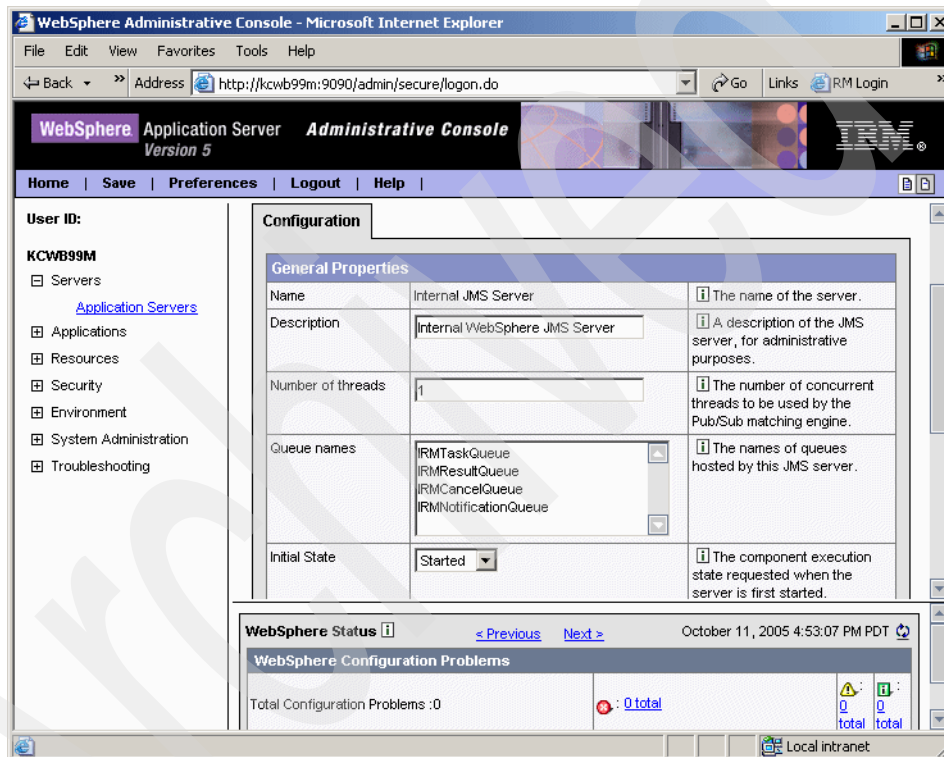 WebSphere Administrative Console - Microsoft Internet Explorer
File Edit View Favorites Tools Help
Back » Address http://kcwb99m:9090/admin/secure/logon.do Go Links RM Login »
WebSphere Application Server Administrative Console
Version 5
IBM ®
Home | Save | Preferences | Logout | Help |
User ID:
KCWB99M
Servers
Application Servers
Applications
Resources
Security
Environment
System Administration
Troubleshooting
Configuration
General Properties
Name Internal JMS Server i The name of the server.
Description Internal WebSphere JMS Server i A description of the JMS
server, for administrative
purposes.
Number of threads 1 i The number of concurrent
threads to be used by the
Pub/Sub matching engine.
Queue names IRMTaskQueue i The names of queues
IRMResultQueue hosted by this JMS server.
IRMCancelQueue
IRMNotificationQueue
Initial State Started i The component execution
state requested when the
server is first started.
WebSphere Status i < Previous Next > October 11, 2005 4:53:07 PM PDT
WebSphere Configuration Problems
Total Configuration Problems :0 : 0 total : 0 total : 0 total
Local intranet
Archives